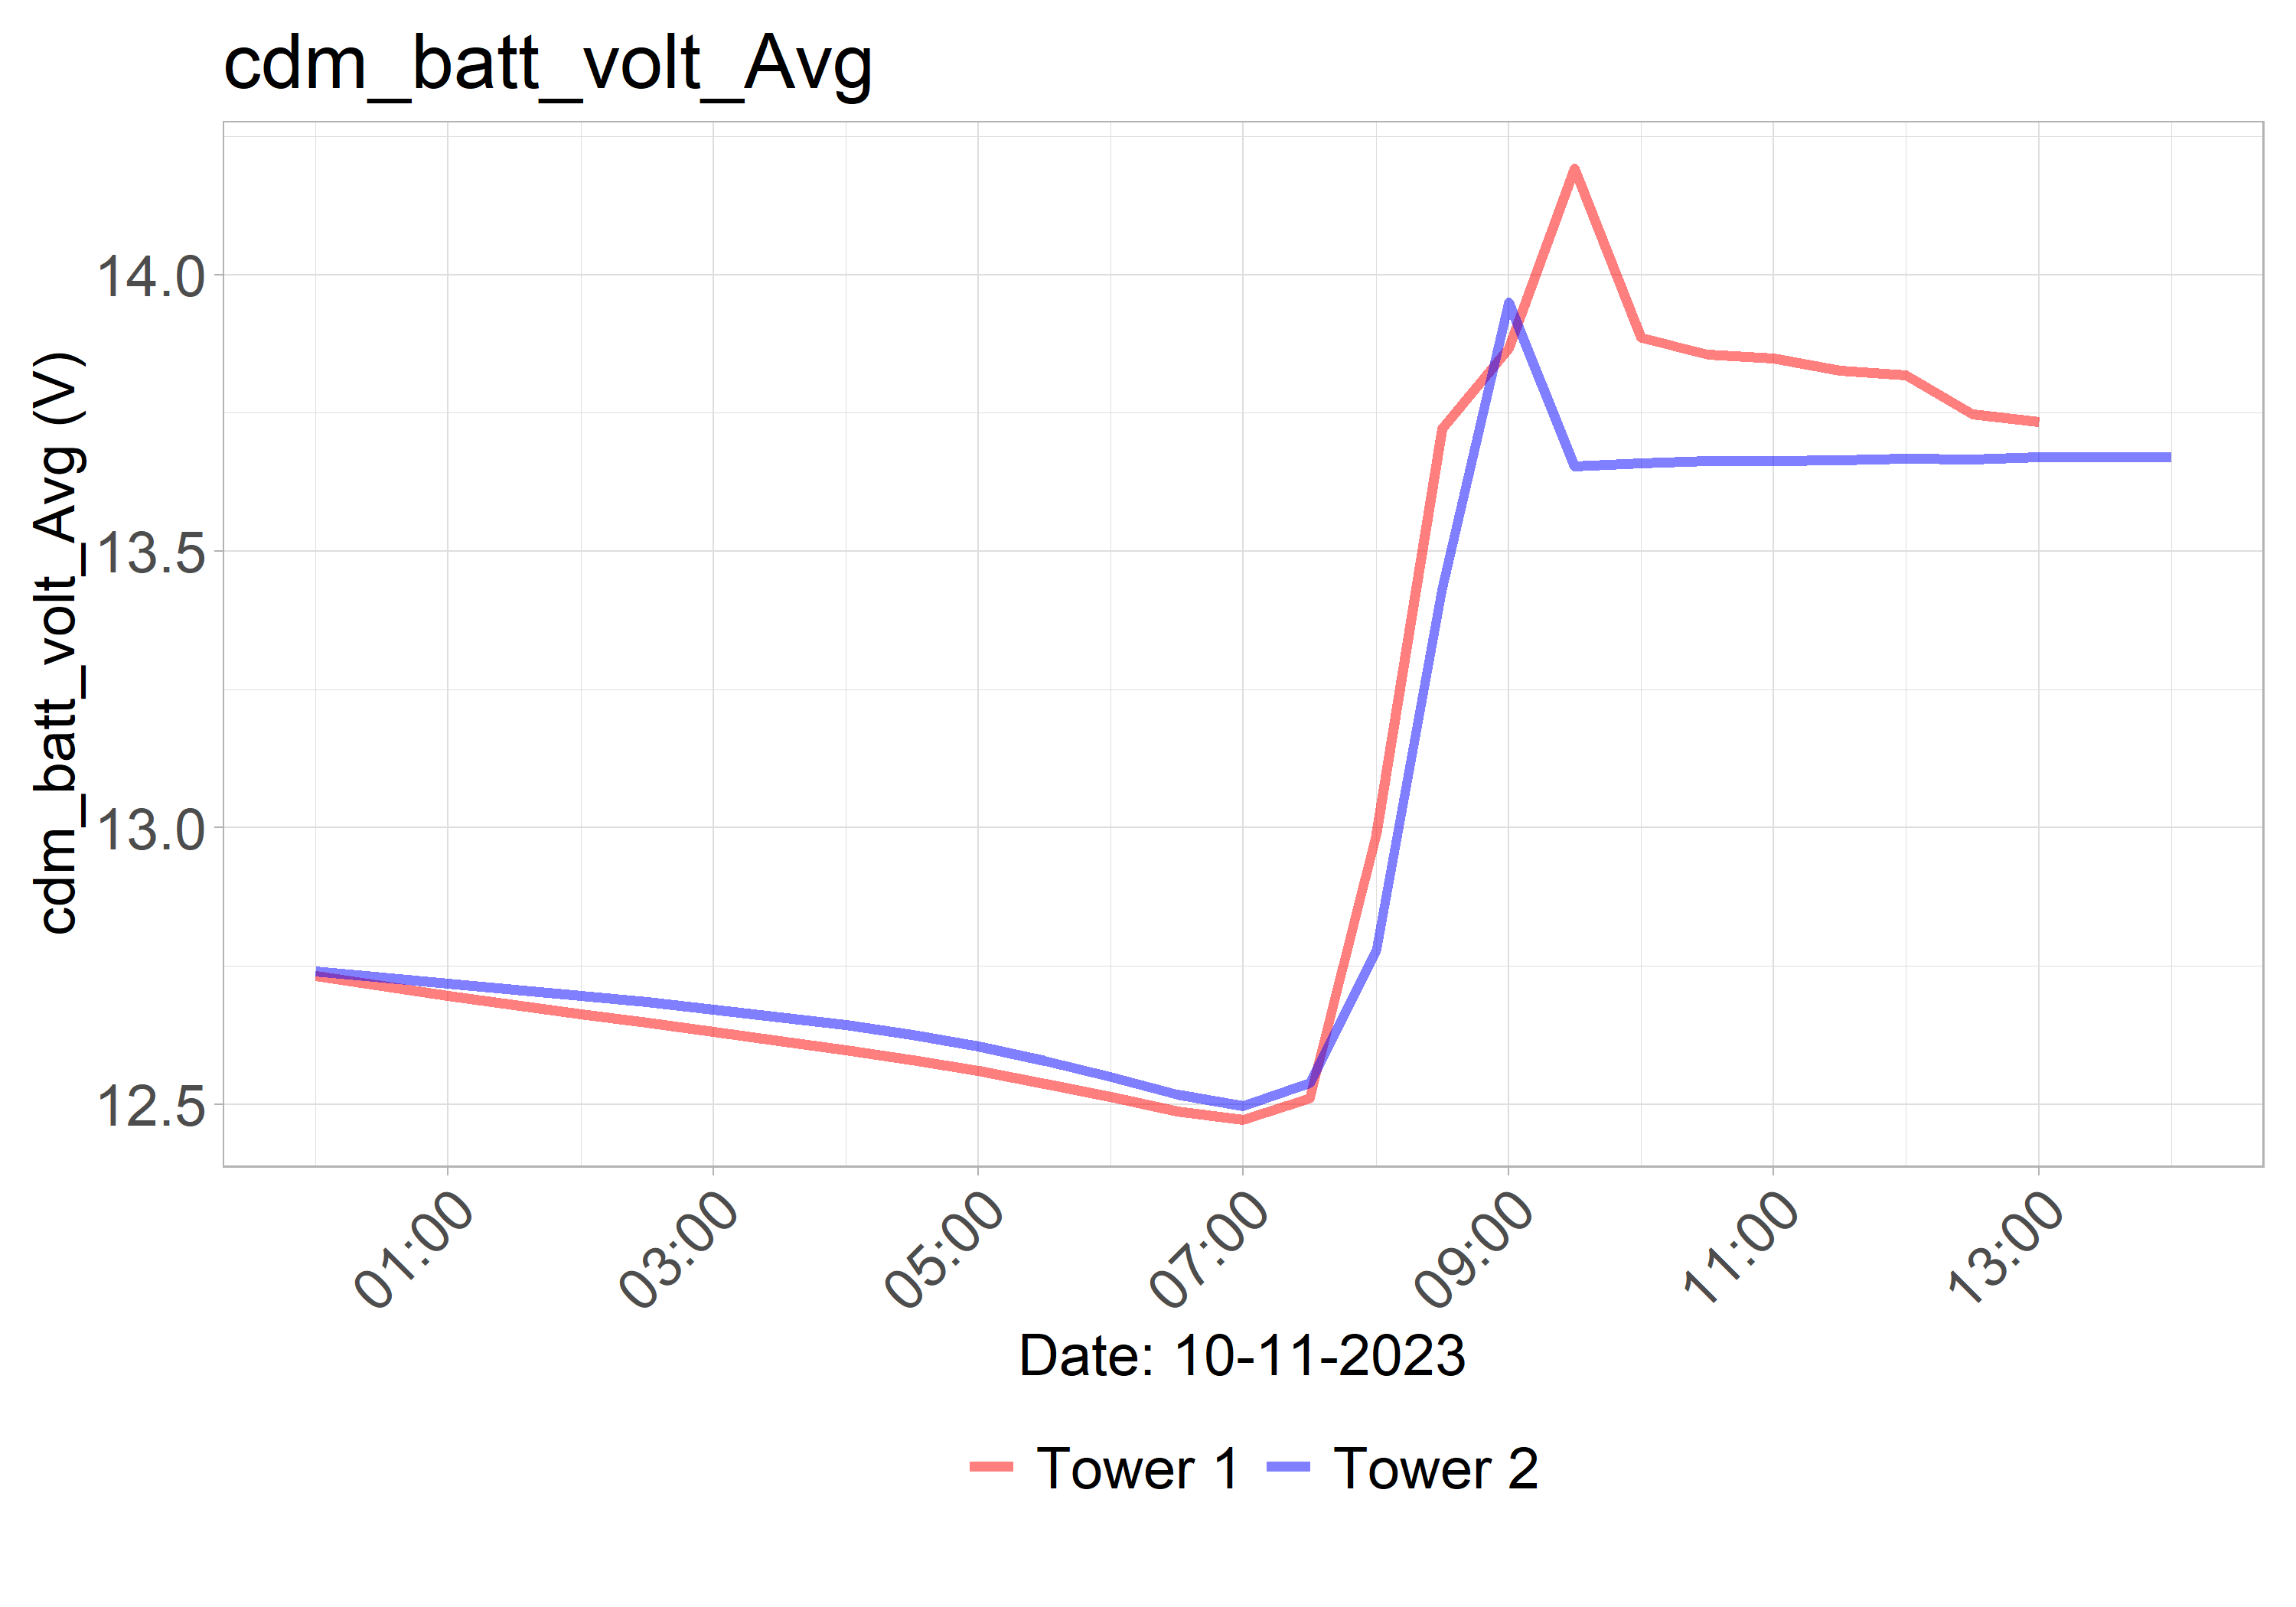 cdm_batt_volt_Avg
cdm_batt_volt_Avg (V)
14.0
13.5
13.0
12.5
01:00
03:00
05:00
07:00
09:00
11:00
13:00
Date: 10-11-2023
Tower 1
Tower 2